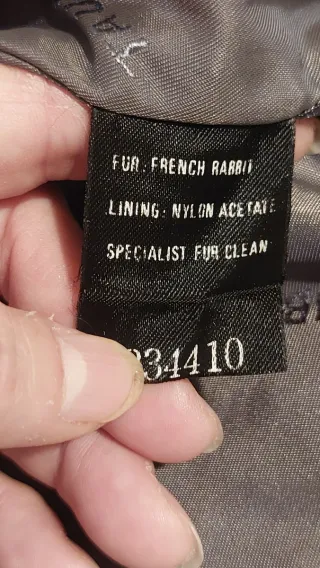 FUR: FRENCH RABBIT
LINING: NYLON ACETATE
SPECIALIST FUR CLEAN
34410